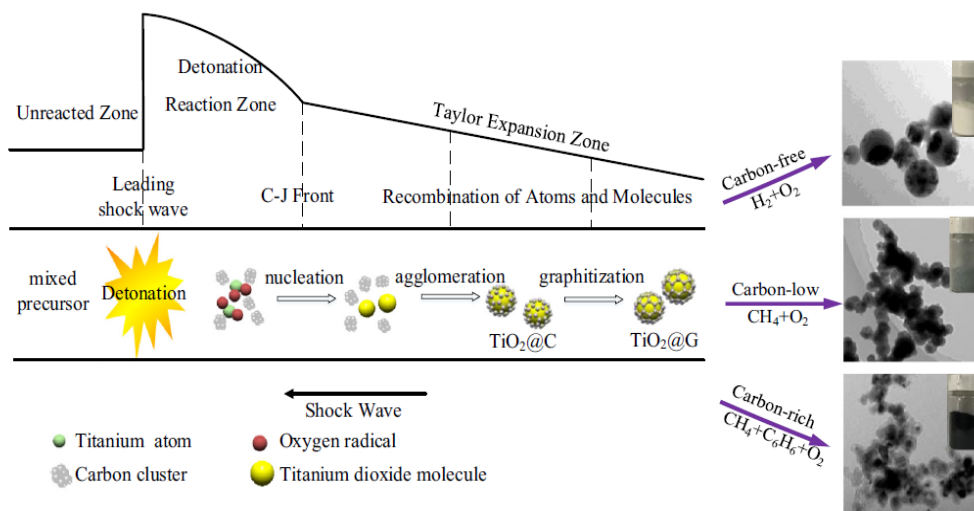 Unreacted Zone
Detonation
Reaction Zone
Taylor Expansion Zone
Leading
shock wave
C-J Front
Recombination of Atoms and Molecules
mixed
precursor
Detonation
nucleation
agglomeration
graphitization
TiO₂@C
TiO₂@G
Shock Wave
Titanium atom
Oxygen radical
Carbon cluster
Titanium dioxide molecule
Carbon-free
H₂+O₂
Carbon-low
CH₄+O₂
Carbon-rich
CH₄+C₆H₆+O₂